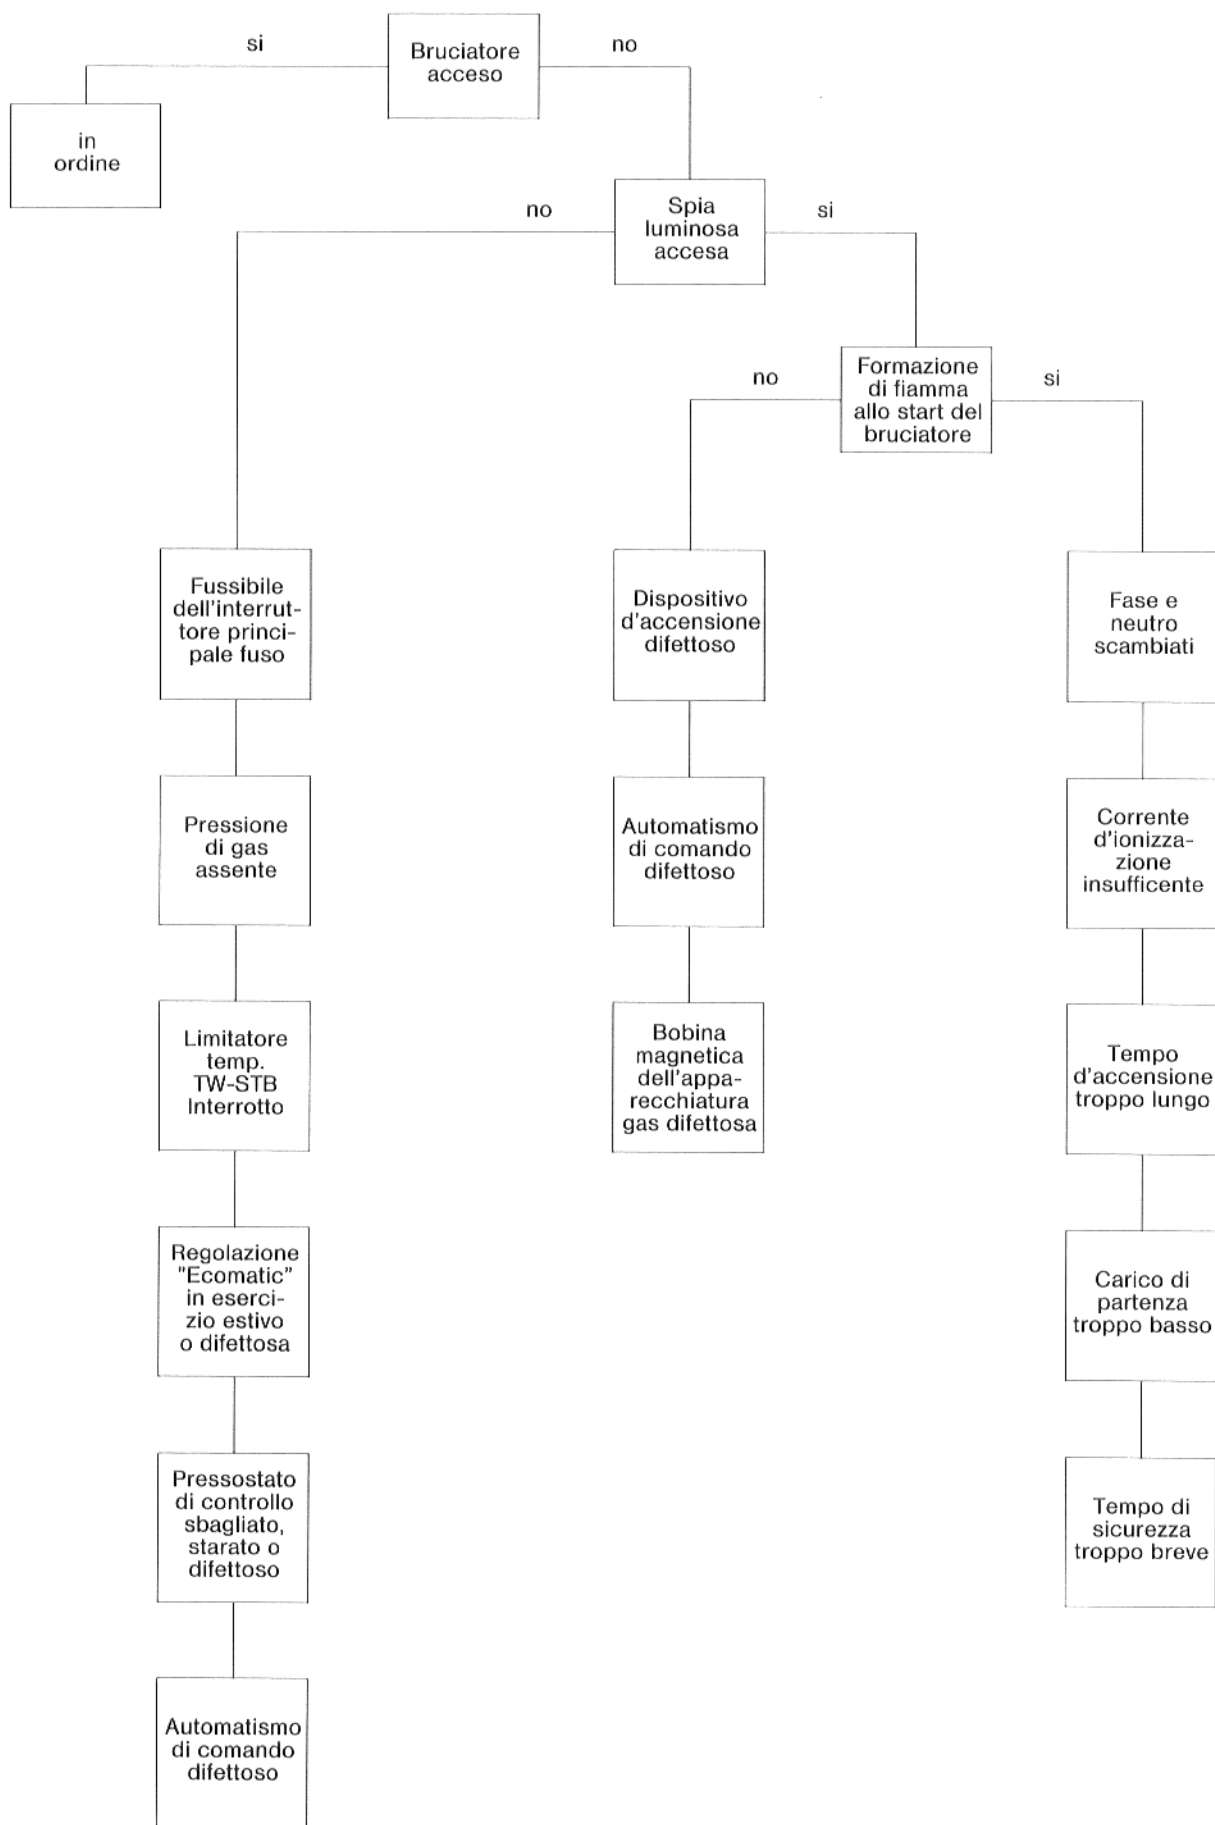 si
Bruciatore
acceso
no
in
ordine
no
Spia
luminosa
accesa
si
no
Formazione
di fiamma
allo start del
bruciatore
si
Fussibile
dell'interrut-
tore princi-
pale fuso
Pressione
di gas
assente
Limitatore
temp.
TW-STB
Interrotto
Regolazione
"Ecomatic"
in eserci-
zio estivo
o difettosa
Pressostato
di controllo
sbagliato,
starato o
difettoso
Automatismo
di comando
difettoso
Dispositivo
d'accensione
difettoso
Automatismo
di comando
difettoso
Bobina
magnetica
dell'appa-
recchiatura
gas difettosa
Fase e
neutro
scambiati
Corrente
d'ionizza-
zione
insufficente
Tempo
d'accensione
troppo lungo
Carico di
partenza
troppo basso
Tempo di
sicurezza
troppo breve